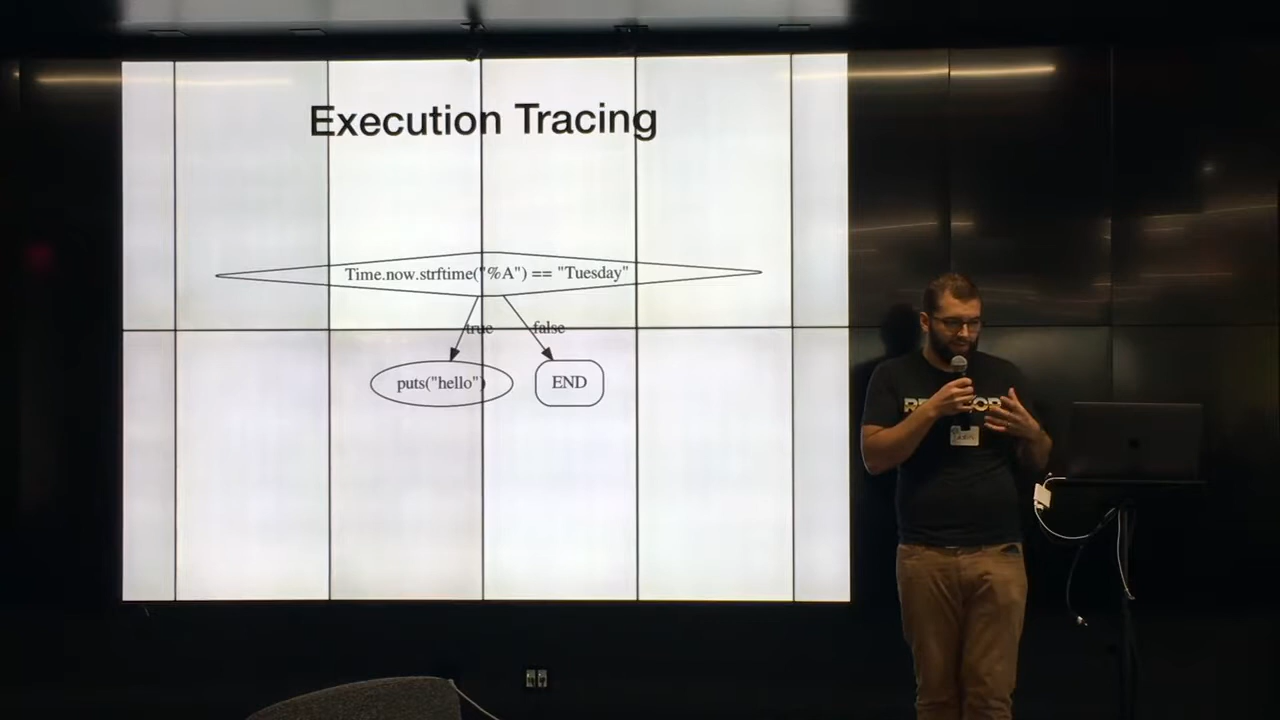 Execution Tracing
Time.now.strftime("%A") == "Tuesday"
true
false
puts("hello")
END